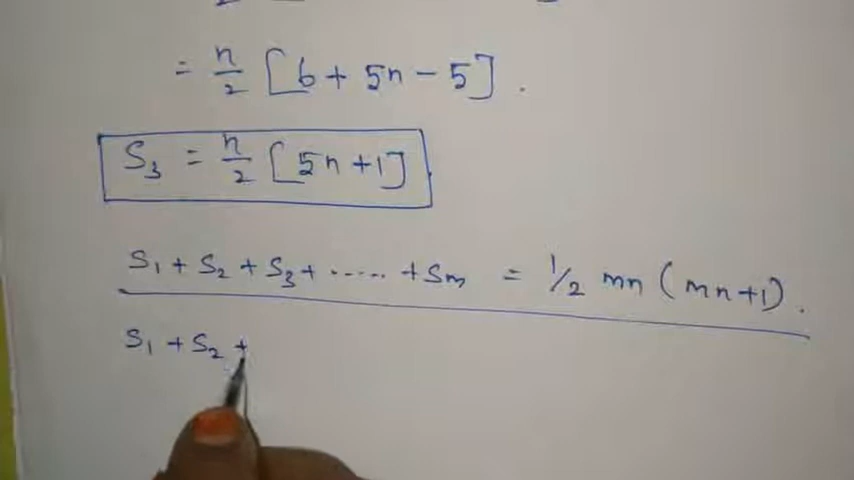 = n/2 [6 + 5n - 5].
S₃ = n/2 [5n + 1]
S₁ + S₂ + S₃ + ..... + Sm = 1/2 mn (mn+1).
S₁ + S₂ +